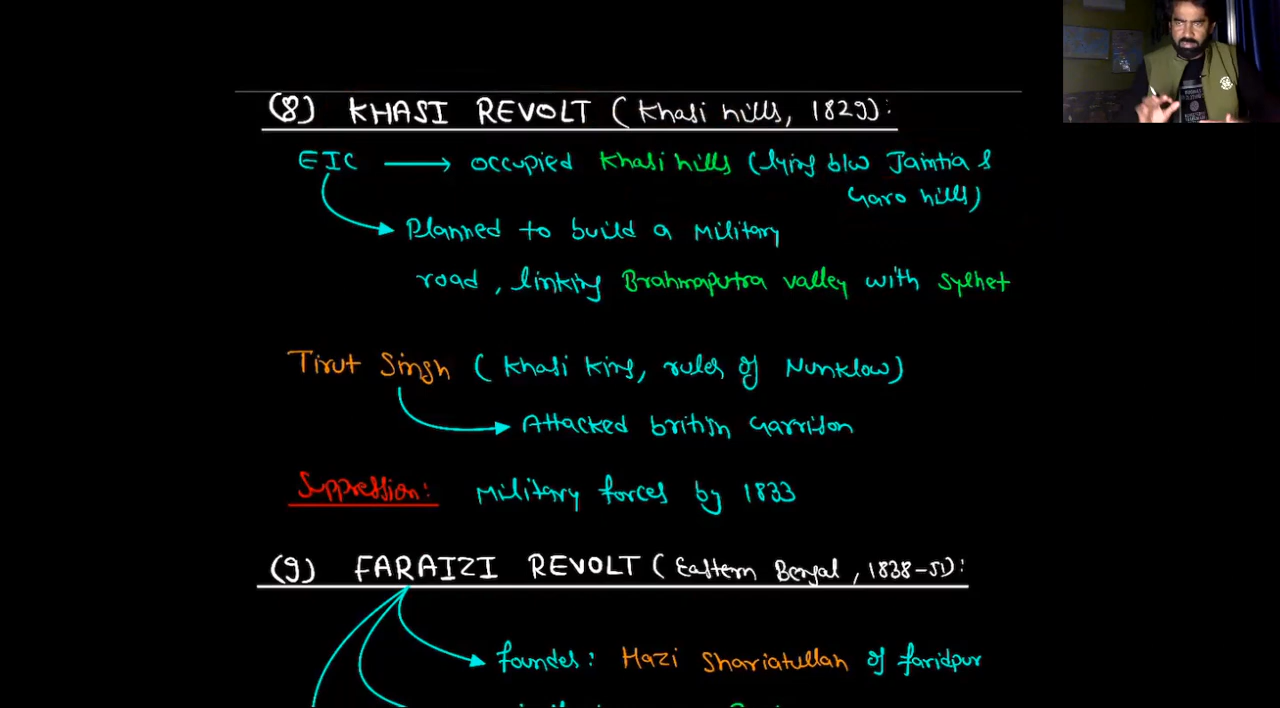 (8) KHASI REVOLT (Khasi hills, 1829):
EIC → occupied Khasi hills (lying b/w Jaintia &
Garo hills)
Planned to build a military
road, linking Brahmaputra valley with Sylhet
Tirut Singh (Khasi king, ruler of Nunklow)
Attacked british Garrison
Suppression: Military forces by 1833
(9) FARAIZI REVOLT (Eastern Bengal, 1838-51):
founder: Hazi Shariatullah of faridpur